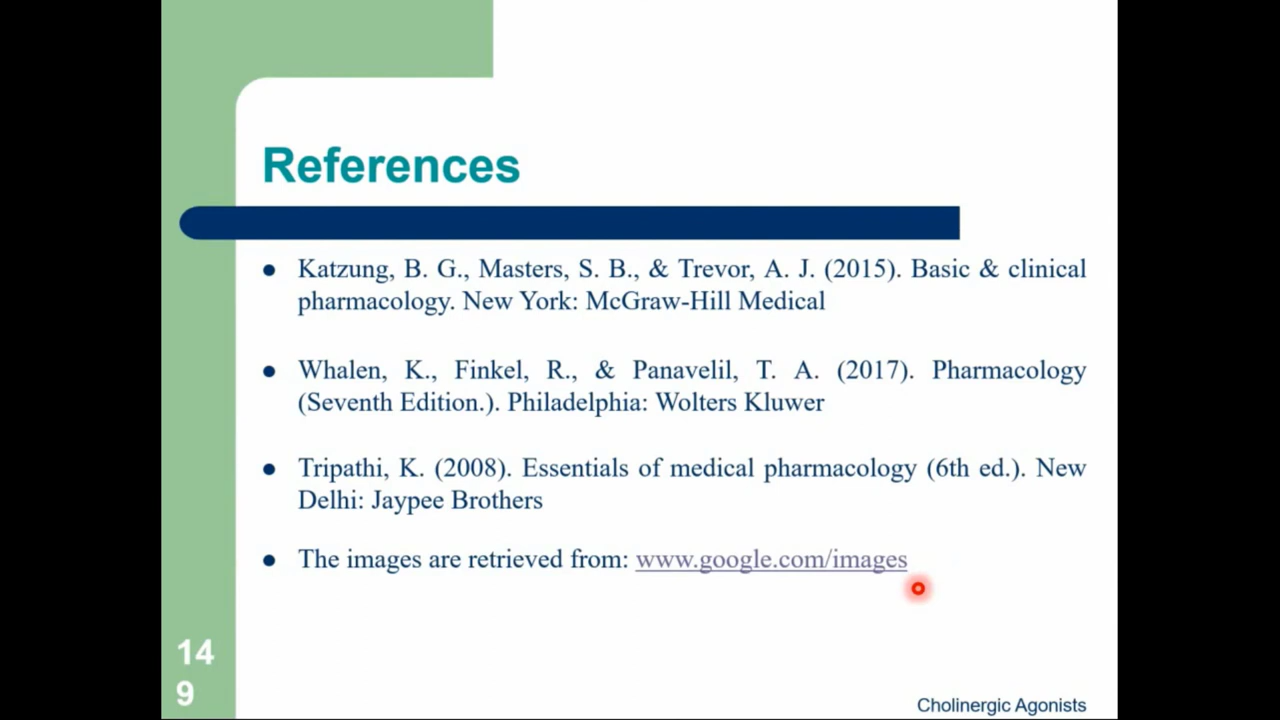 References
Katzung, B. G., Masters, S. B., & Trevor, A. J. (2015). Basic & clinical
pharmacology. New York: McGraw-Hill Medical
Whalen, K., Finkel, R., & Panavelil, T. A. (2017). Pharmacology
(Seventh Edition.). Philadelphia: Wolters Kluwer
Tripathi, K. (2008). Essentials of medical pharmacology (6th ed.). New
Delhi: Jaypee Brothers
The images are retrieved from: www.google.com/images
14
9
Cholinergic Agonists